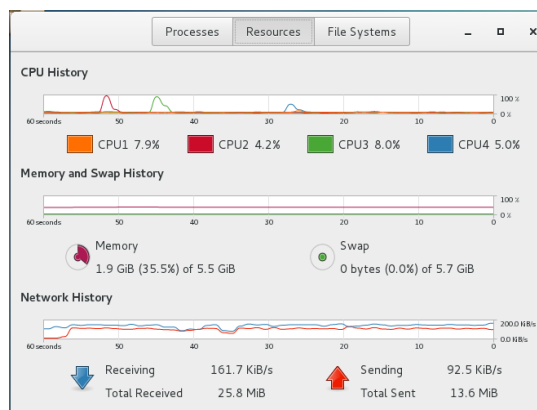 Processes Resources File Systems
CPU History
100 %
0 %
60 seconds 50 40 30 20 10 0
CPU1 7.9% CPU2 4.2% CPU3 8.0% CPU4 5.0%
Memory and Swap History
100 %
0 %
60 seconds 50 40 30 20 10 0
Memory Swap
1.9 GiB (35.5%) of 5.5 GiB 0 bytes (0.0%) of 5.7 GiB
Network History
200.0 KiB/s
0.0 KiB/s
60 seconds 50 40 30 20 10 0
Receiving 161.7 KiB/s Sending 92.5 KiB/s
Total Received 25.8 MiB Total Sent 13.6 MiB